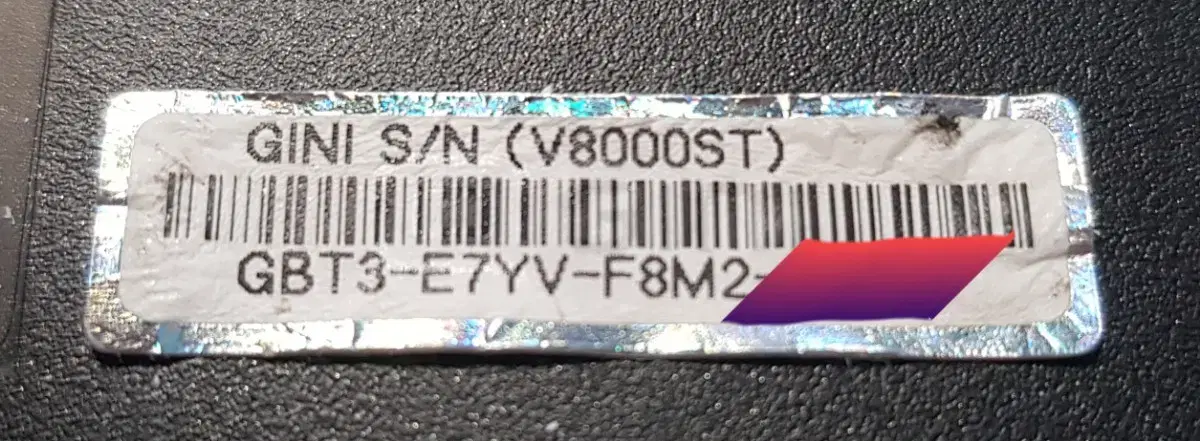 GINI S/N (V8000ST)
GBT3-E7YV-F8M2-